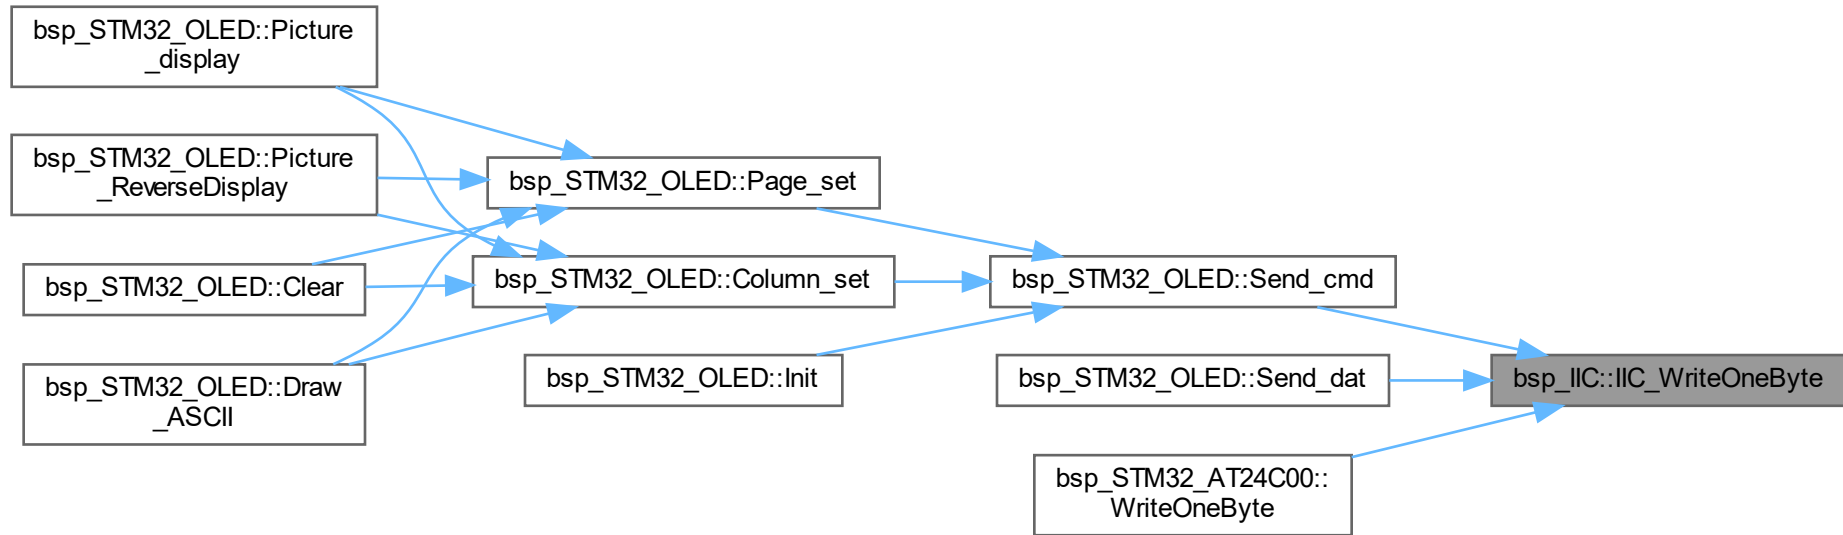 bsp_STM32_OLED::Picture
_display
bsp_STM32_OLED::Picture
_ReverseDisplay
bsp_STM32_OLED::Clear
bsp_STM32_OLED::Draw
_ASCII
bsp_STM32_OLED::Page_set
bsp_STM32_OLED::Column_set
bsp_STM32_OLED::Init
bsp_STM32_OLED::Send_cmd
bsp_STM32_OLED::Send_dat
bsp_STM32_AT24C00::
WriteOneByte
bsp_IIC::IIC_WriteOneByte